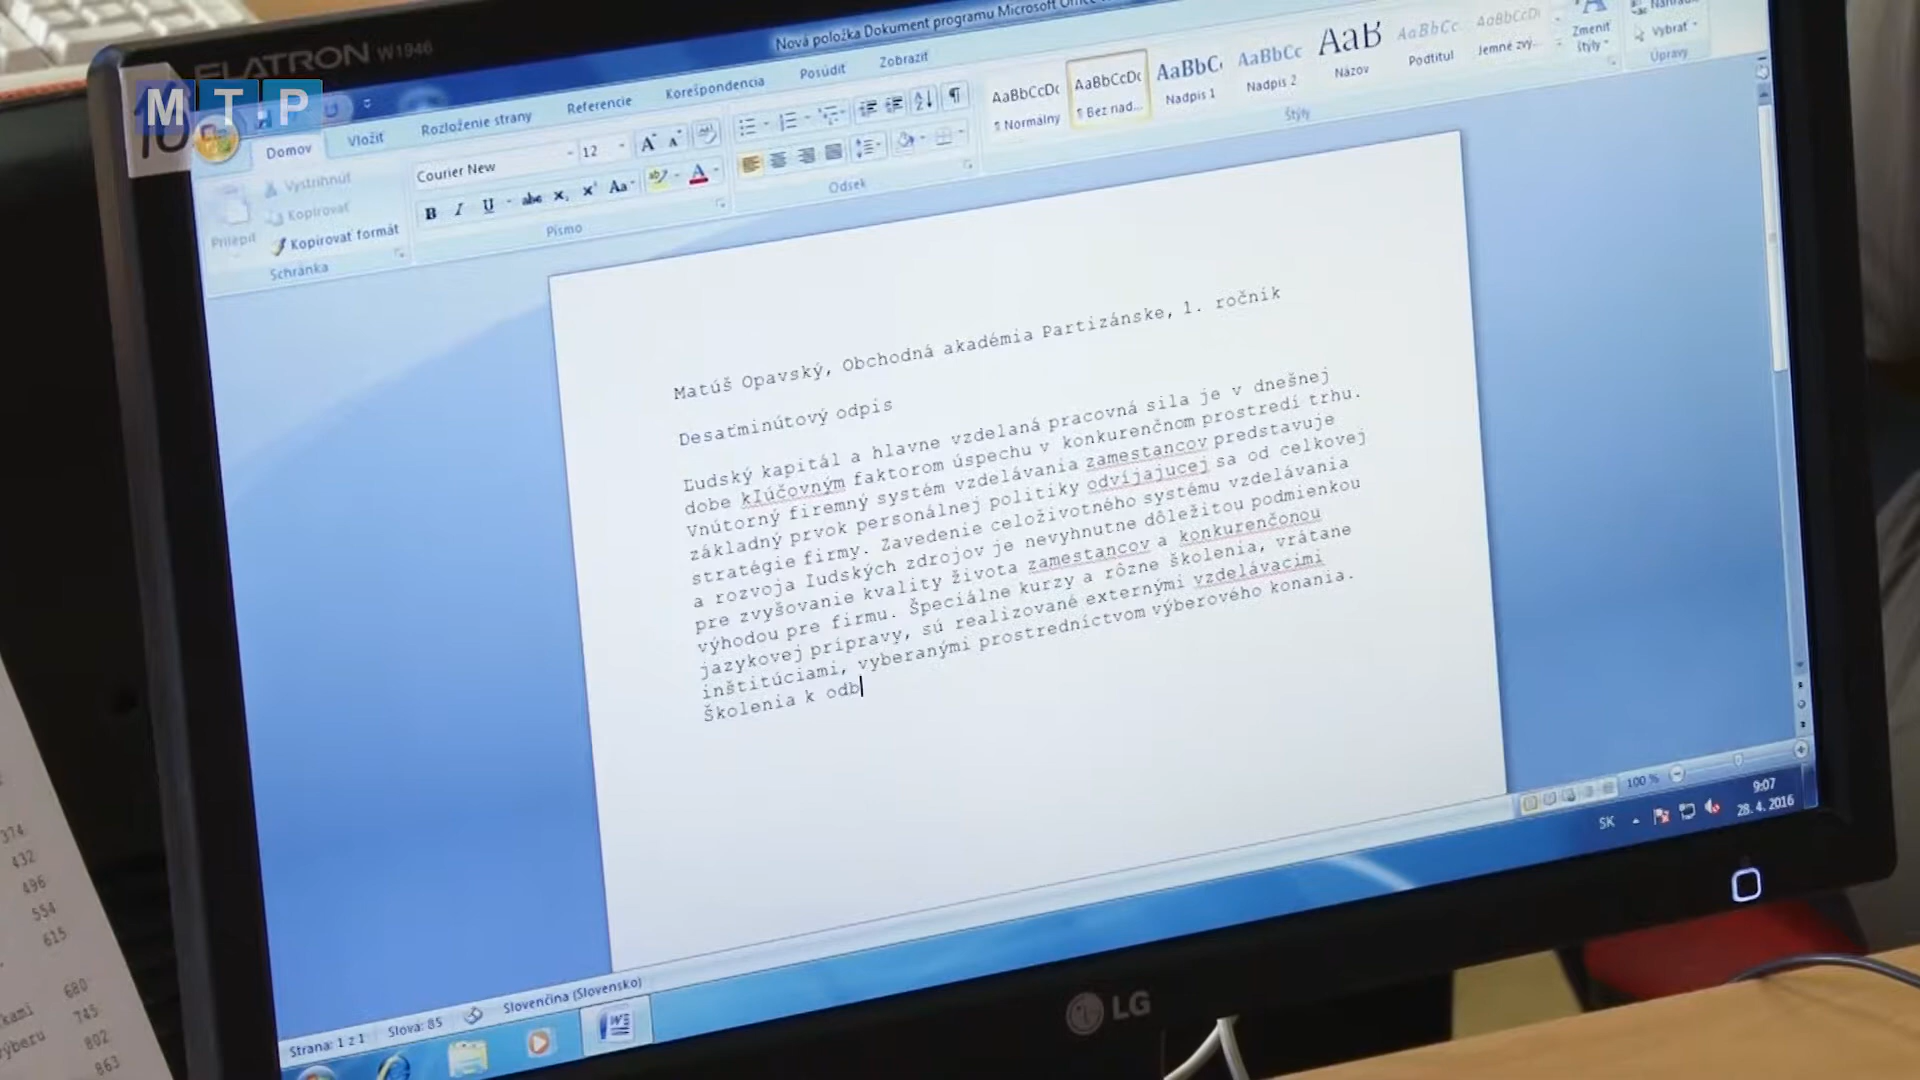 FLATRON W1946
M T.P
10
Nová položka Dokument programu Microsoft
Domov
Vložiť
Rozloženie strany
Referencie
Korešpondencia
Posúdiť
Zobraziť
Prilepiť
Vystrihnúť
Kopírovať
Kopírovať formát
Schránka
Courier New
12
Písmo
Odsek
AaBbCcDc
¶ Normálny
AaBbCcDc
¶ Bez nad...
AaBbC
Nadpis 1
AaBbCc
Nadpis 2
AaB
Názov
AaBbCc
Podtitul
AaBbCcDi
Jemné zvý...
Zmeniť
štýly
Štýly
Vybrať
Úpravy
Matúš Opavský, Obchodná akadémia Partizánske, 1. ročník
Desaťminútový odpis
Ľudský kapitál a hlavne vzdelaná pracovná sila je v dnešnej
dobe kľúčovným faktorom úspechu v konkurenčnom prostredí trhu.
Vnútorný firemný systém vzdelávania zamestancov predstavuje
základný prvok personálnej politiky odvíjajucej sa od celkovej
stratégie firmy. Zavedenie celoživotného systému vzdelávania
a rozvoja ľudských zdrojov je nevyhnutne dôležitou podmienkou
pre zvyšovanie kvality života zamestancov a konkurenčonou
výhodou pre firmu. Špeciálne kurzy a rôzne školenia, vrátane
jazykovej prípravy, sú realizované externými vzdelávacimi
inštitúciami, vyberanými prostredníctvom výberového konania.
Školenia k odb
100 %
Strana: 1 z 1
Slová: 85
Slovenčina (Slovensko)
SK
9:07
28. 4. 2016
LG
374
432
496
554
615
680
745
802
863